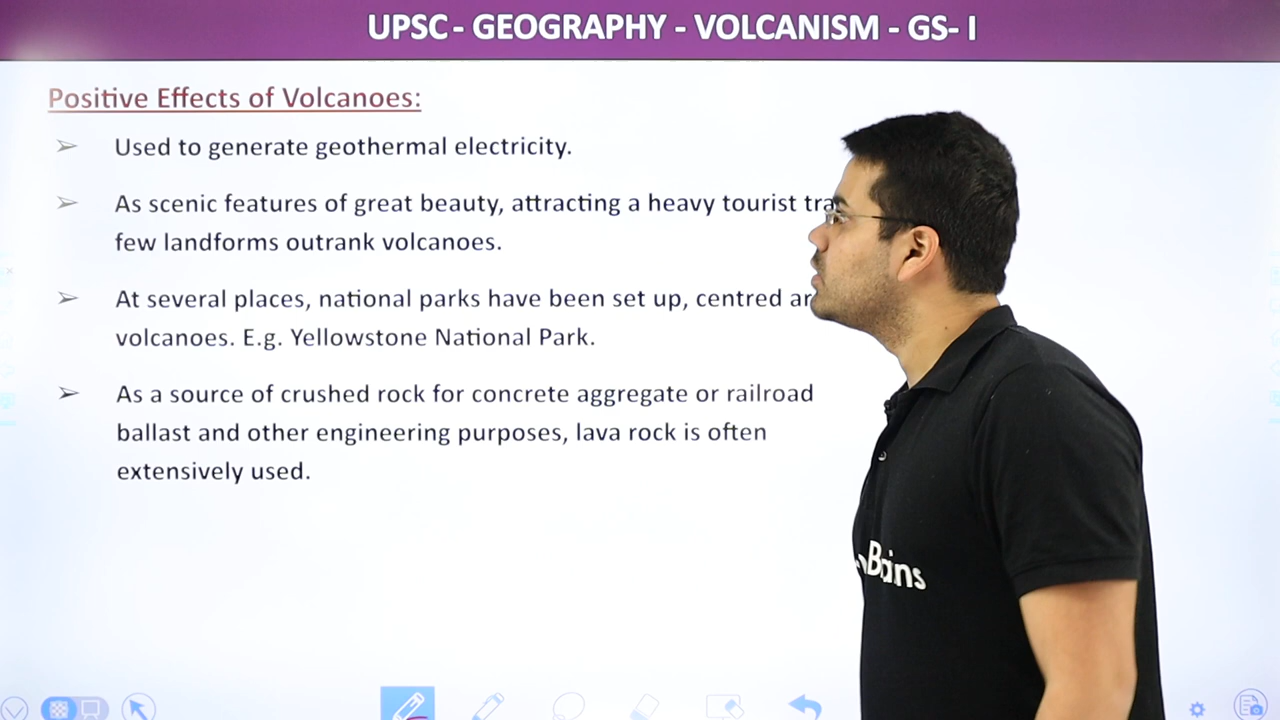 UPSC - GEOGRAPHY - VOLCANISM - GS- I
Positive Effects of Volcanoes:
➢ Used to generate geothermal electricity.
➢ As scenic features of great beauty, attracting a heavy tourist
few landforms outrank volcanoes.
➢ At several places, national parks have been set up, centred
volcanoes. E.g. Yellowstone National Park.
➢ As a source of crushed rock for concrete aggregate or railroad
ballast and other engineering purposes, lava rock is often
extensively used.